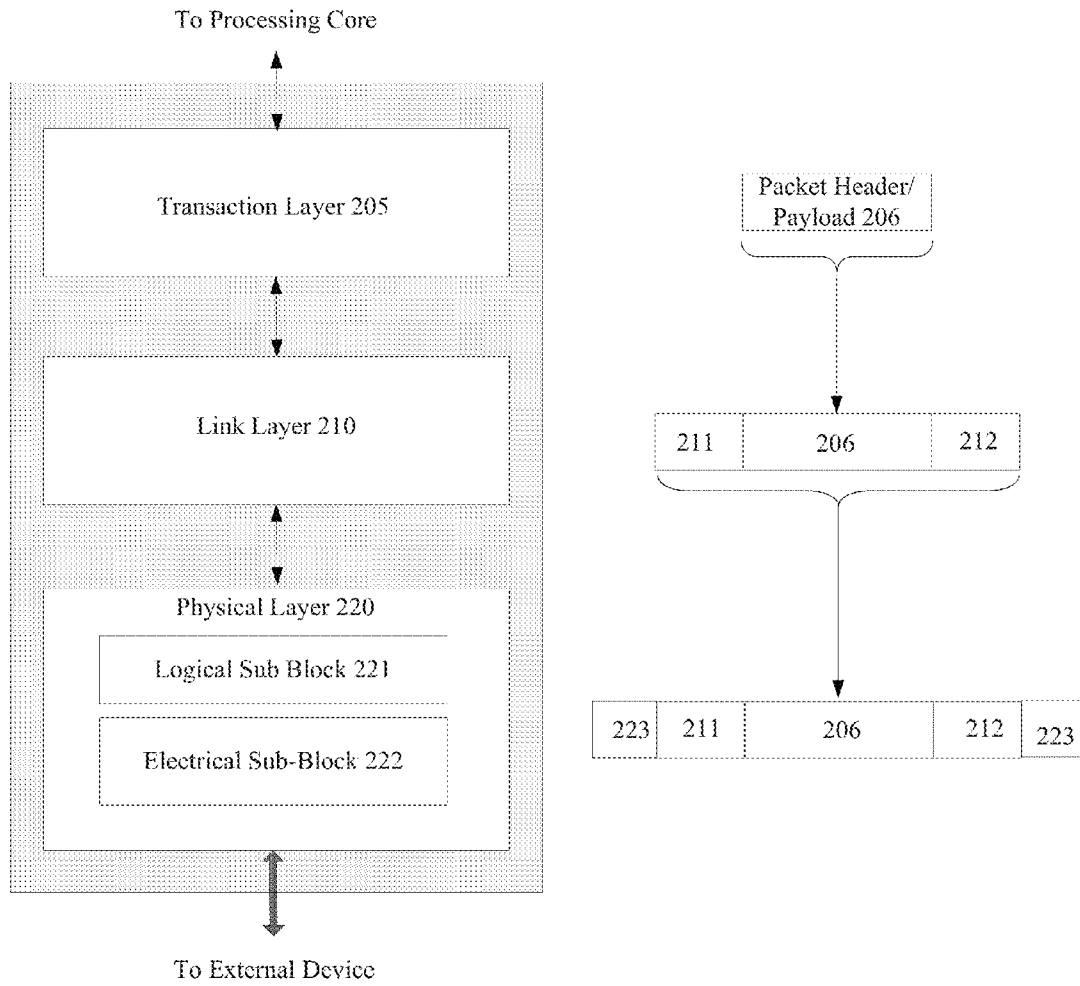 To Processing Core
Transaction Layer 205
Link Layer 210
Physical Layer 220
Logical Sub Block 221
Electrical Sub-Block 222
To External Device
Packet Header/
Payload 206
211 206 212
223 211 206 212 223